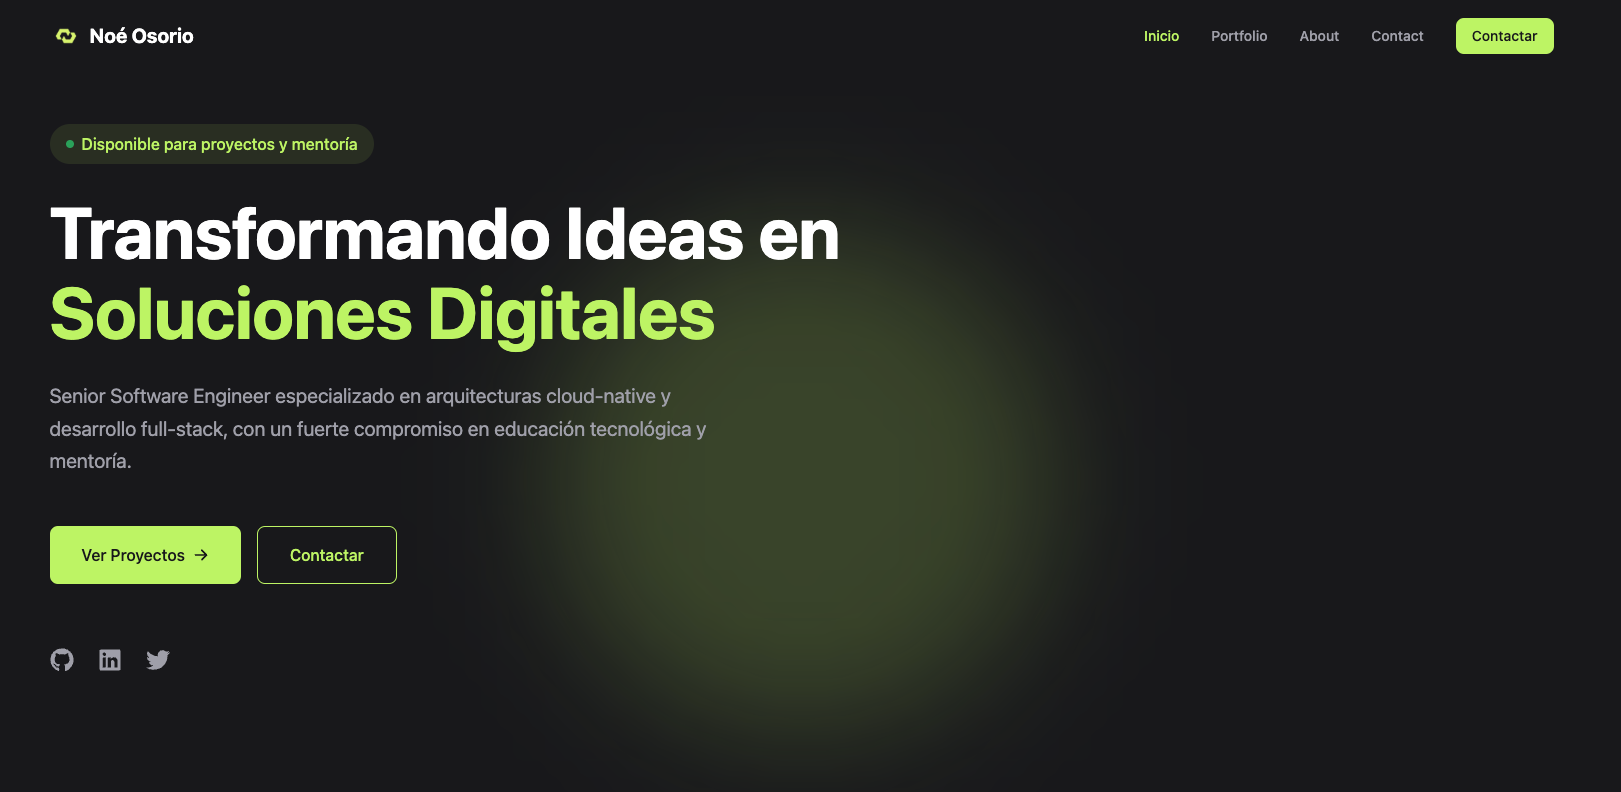 Noé Osorio
Inicio
Portfolio
About
Contact
Contactar
Disponible para proyectos y mentoría
Transformando Ideas en
Soluciones Digitales
Senior Software Engineer especializado en arquitecturas cloud-native y
desarrollo full-stack, con un fuerte compromiso en educación tecnológica y
mentoría.
Ver Proyectos →
Contactar